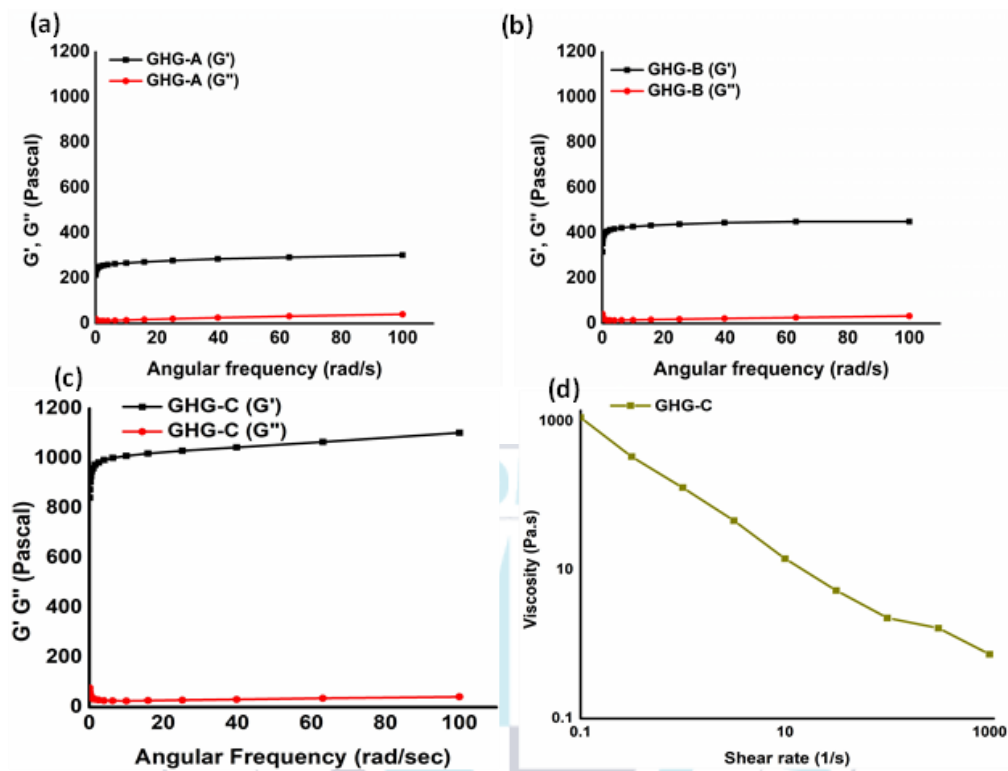 (a)
GHG-A (G')
GHG-A (G'')
1200
1000
800
600
400
200
0
G', G'' (Pascal)
0 20 40 60 80 100
Angular frequency (rad/s)
(b)
GHG-B (G')
GHG-B (G'')
1200
1000
800
600
400
200
0
G', G'' (Pascal)
0 20 40 60 80 100
Angular frequency (rad/s)
(c)
GHG-C (G')
GHG-C (G'')
1200
1000
800
600
400
200
0
G' G'' (Pascal)
0 20 40 60 80 100
Angular Frequency (rad/sec)
(d)
GHG-C
1000
10
0.1
Viscosity (Pa.s)
0.1 10 1000
Shear rate (1/s)